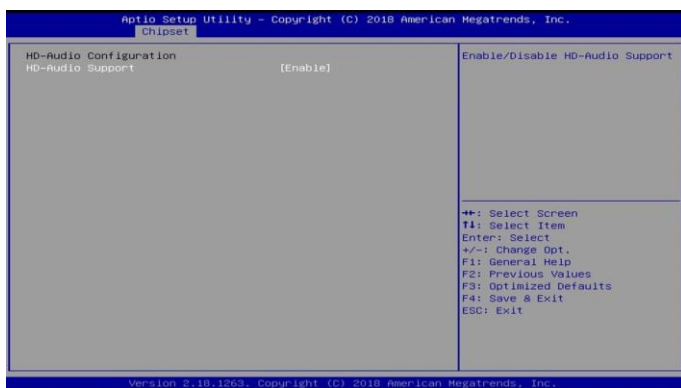 Aptio Setup Utility – Copyright (C) 2018 American Megatrends, Inc.
Chipset
HD-Audio Configuration
HD-Audio Support [Enable]
Enable/Disable HD-Audio Support
→←: Select Screen
↑↓: Select Item
Enter: Select
+/-: Change Opt.
F1: General Help
F2: Previous Values
F3: Optimized Defaults
F4: Save & Exit
ESC: Exit
Version 2.18.1263. Copyright (C) 2018 American Megatrends, Inc.